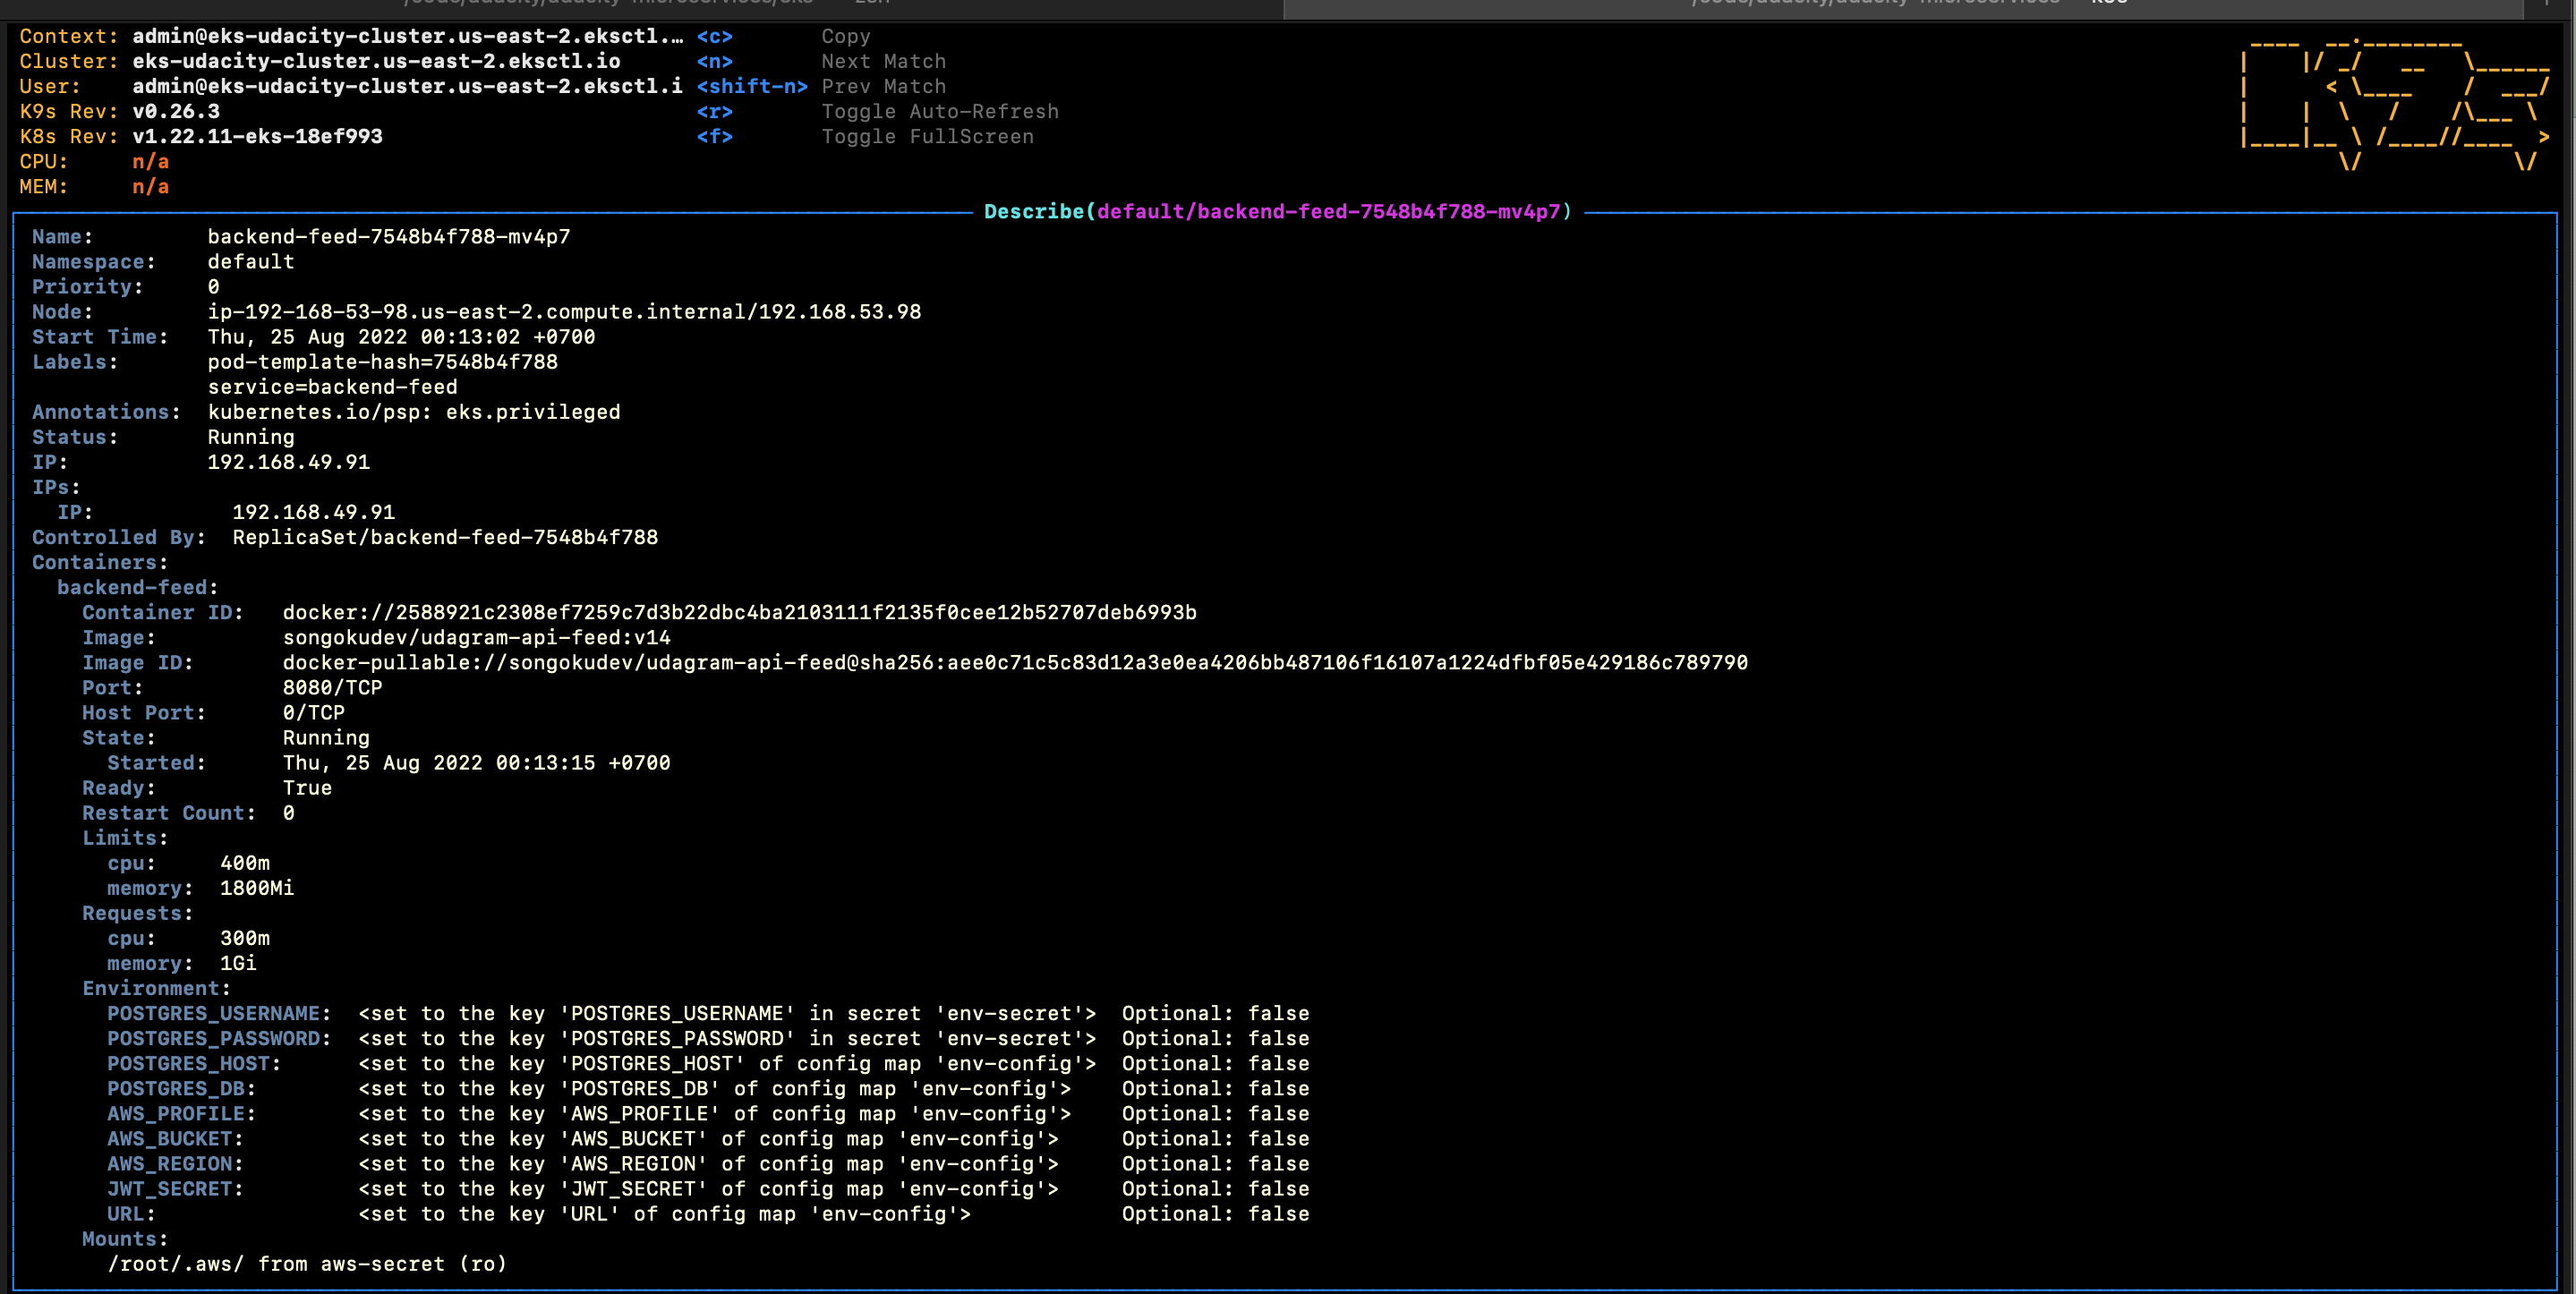 Context: admin@eks-udacity-cluster.us-east-2.eksctl.… <c> Copy
Cluster: eks-udacity-cluster.us-east-2.eksctl.io <n> Next Match
User: admin@eks-udacity-cluster.us-east-2.eksctl.i <shift-n> Prev Match
K9s Rev: v0.26.3 <r> Toggle Auto-Refresh
K8s Rev: v1.22.11-eks-18ef993 <f> Toggle FullScreen
CPU: n/a
MEM: n/a
Describe(default/backend-feed-7548b4f788-mv4p7)
Name: backend-feed-7548b4f788-mv4p7
Namespace: default
Priority: 0
Node: ip-192-168-53-98.us-east-2.compute.internal/192.168.53.98
Start Time: Thu, 25 Aug 2022 00:13:02 +0700
Labels: pod-template-hash=7548b4f788
service=backend-feed
Annotations: kubernetes.io/psp: eks.privileged
Status: Running
IP: 192.168.49.91
IPs:
IP: 192.168.49.91
Controlled By: ReplicaSet/backend-feed-7548b4f788
Containers:
backend-feed:
Container ID: docker://2588921c2308ef7259c7d3b22dbc4ba2103111f2135f0cee12b52707deb6993b
Image: songokudev/udagram-api-feed:v14
Image ID: docker-pullable://songokudev/udagram-api-feed@sha256:aee0c71c5c83d12a3e0ea4206bb487106f16107a1224dfbf05e429186c789790
Port: 8080/TCP
Host Port: 0/TCP
State: Running
Started: Thu, 25 Aug 2022 00:13:15 +0700
Ready: True
Restart Count: 0
Limits:
cpu: 400m
memory: 1800Mi
Requests:
cpu: 300m
memory: 1Gi
Environment:
POSTGRES_USERNAME: <set to the key 'POSTGRES_USERNAME' in secret 'env-secret'> Optional: false
POSTGRES_PASSWORD: <set to the key 'POSTGRES_PASSWORD' in secret 'env-secret'> Optional: false
POSTGRES_HOST: <set to the key 'POSTGRES_HOST' of config map 'env-config'> Optional: false
POSTGRES_DB: <set to the key 'POSTGRES_DB' of config map 'env-config'> Optional: false
AWS_PROFILE: <set to the key 'AWS_PROFILE' of config map 'env-config'> Optional: false
AWS_BUCKET: <set to the key 'AWS_BUCKET' of config map 'env-config'> Optional: false
AWS_REGION: <set to the key 'AWS_REGION' of config map 'env-config'> Optional: false
JWT_SECRET: <set to the key 'JWT_SECRET' of config map 'env-config'> Optional: false
URL: <set to the key 'URL' of config map 'env-config'> Optional: false
Mounts:
/root/.aws/ from aws-secret (ro)